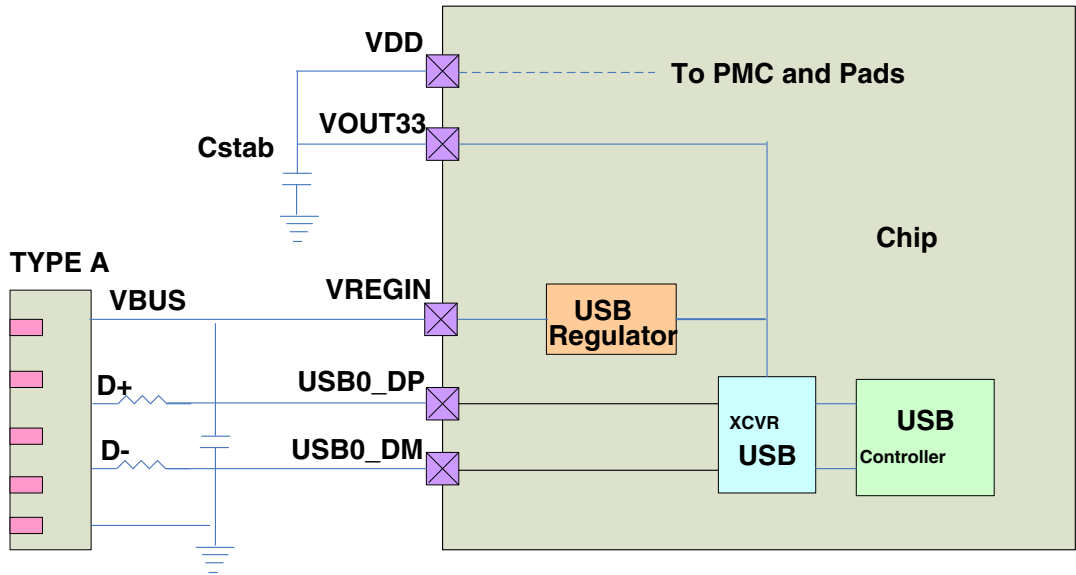 VDD
To PMC and Pads
VOUT33
Cstab
Chip
TYPE A
VBUS
VREGIN
USB
Regulator
D+
USB0_DP
XCVR
USB
USB
Controller
D-
USB0_DM